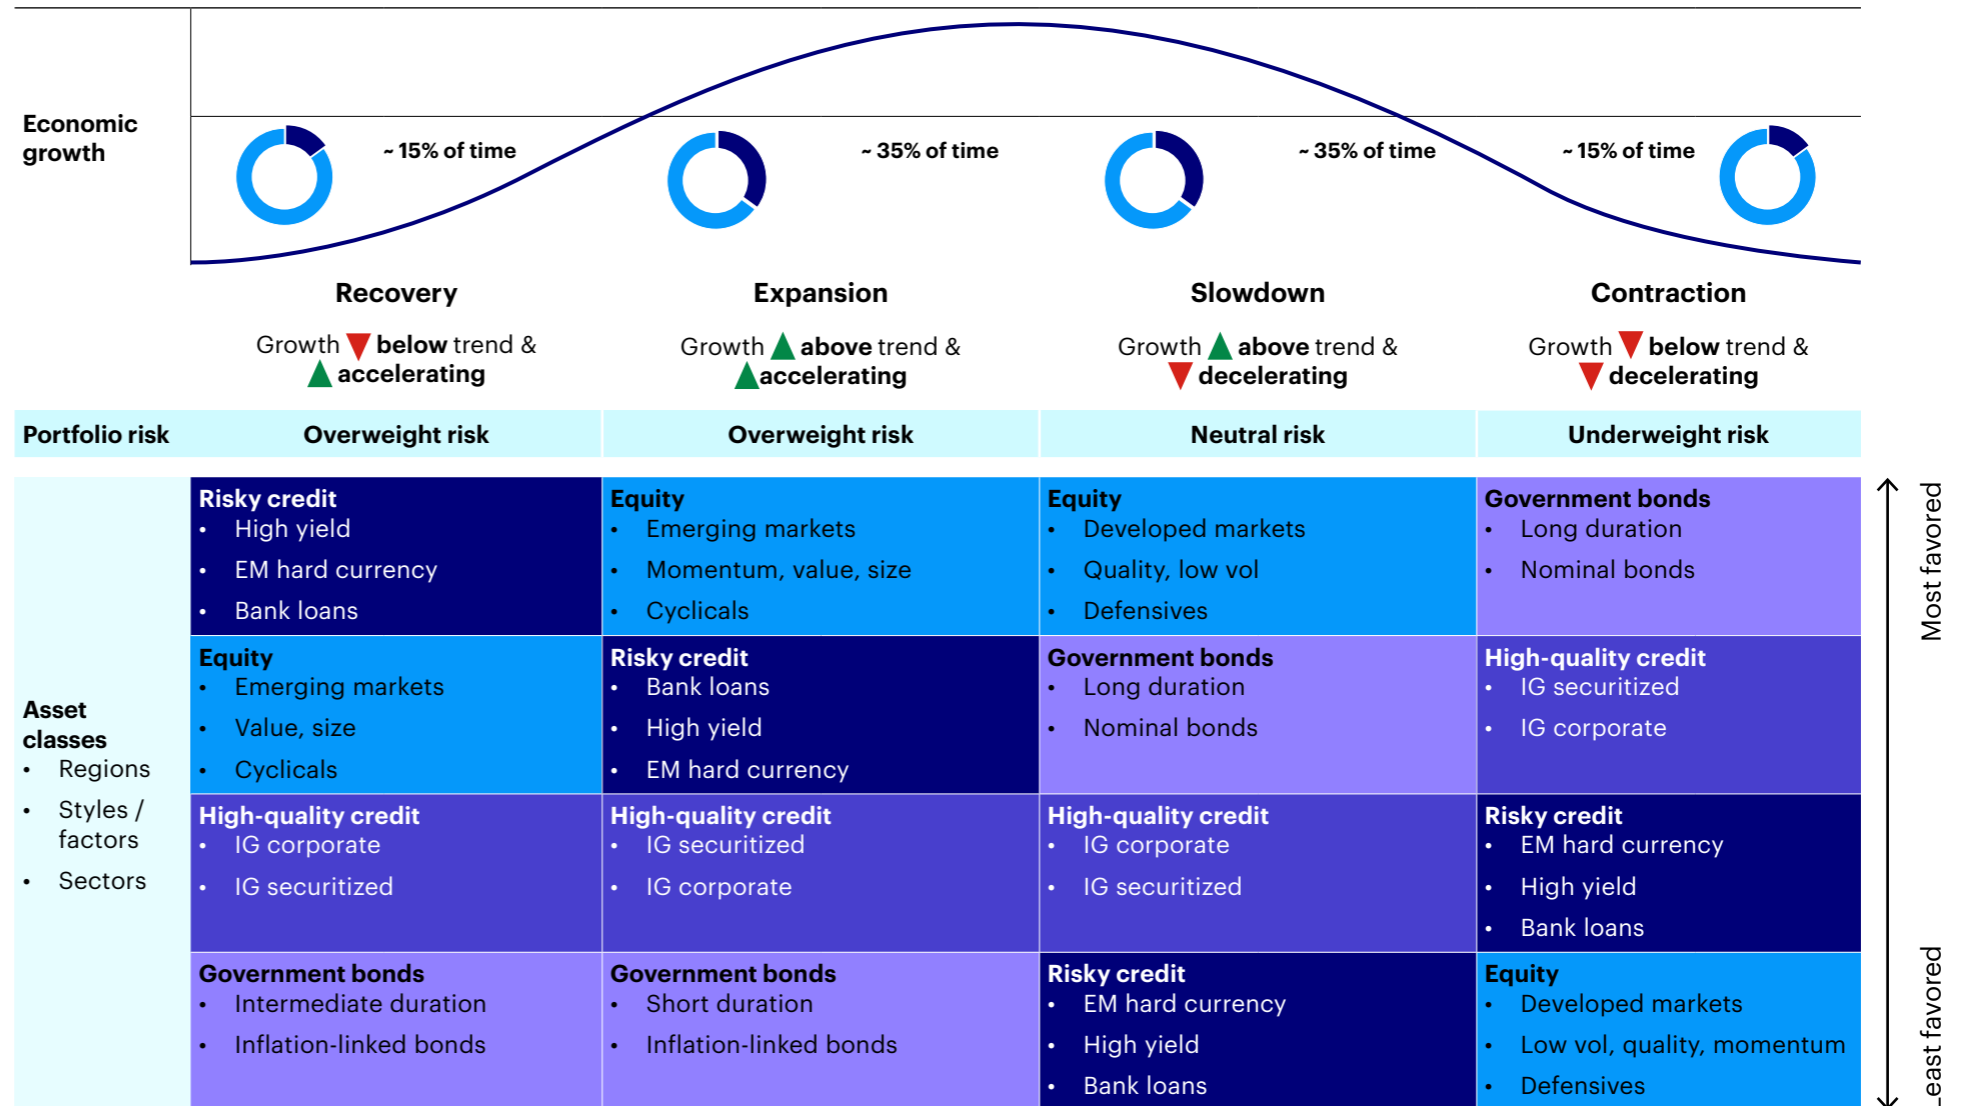 Economic
growth
~ 15% of time
~ 35% of time
~ 35% of time
~ 15% of time
Recovery
Growth ▼ below trend &
▲ accelerating
Expansion
Growth ▲ above trend &
▲accelerating
Slowdown
Growth ▲ above trend &
▼ decelerating
Contraction
Growth ▼ below trend &
▼ decelerating
Portfolio risk
Overweight risk
Overweight risk
Neutral risk
Underweight risk
Asset
classes
• Regions
• Styles /
factors
• Sectors
Risky credit
• High yield
• EM hard currency
• Bank loans
Equity
• Emerging markets
• Momentum, value, size
• Cyclicals
Equity
• Developed markets
• Quality, low vol
• Defensives
Government bonds
• Long duration
• Nominal bonds
Equity
• Emerging markets
• Value, size
• Cyclicals
Risky credit
• Bank loans
• High yield
• EM hard currency
Government bonds
• Long duration
• Nominal bonds
High-quality credit
• IG securitized
• IG corporate
High-quality credit
• IG corporate
• IG securitized
High-quality credit
• IG securitized
• IG corporate
High-quality credit
• IG corporate
• IG securitized
Risky credit
• EM hard currency
• High yield
• Bank loans
Government bonds
• Intermediate duration
• Inflation-linked bonds
Government bonds
• Short duration
• Inflation-linked bonds
Risky credit
• EM hard currency
• High yield
• Bank loans
Equity
• Developed markets
• Low vol, quality, momentum
• Defensives
Most favored
Least favored